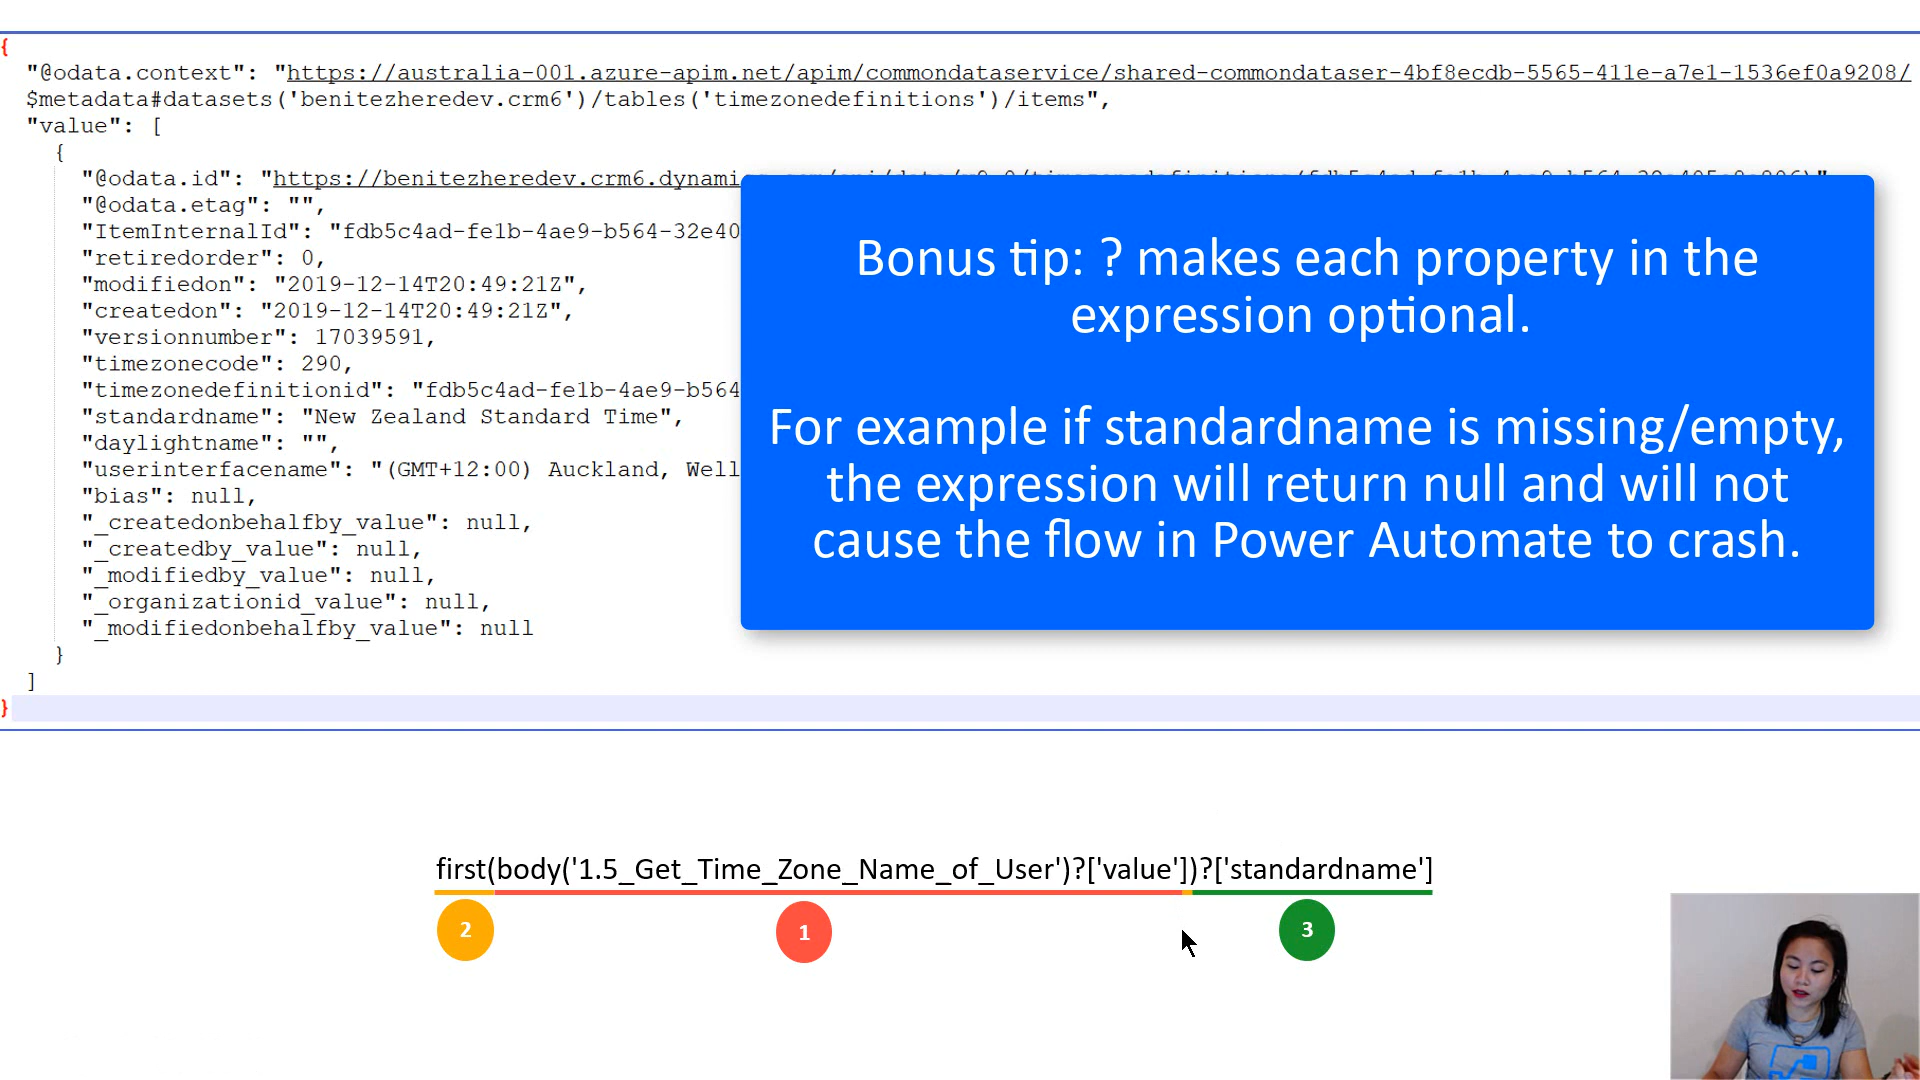 {
"@odata.context": "https://australia-001.azure-apim.net/apim/commondataservice/shared-commondataser-4bf8ecdb-5565-411e-a7e1-1536ef0a9208/
$metadata#datasets('benitezheredev.crm6')/tables('timezonedefinitions')/items",
"value": [
{
"@odata.id": "https://benitezheredev.crm6.dynami
"@odata.etag": "",
"ItemInternalId": "fdb5c4ad-fe1b-4ae9-b564-32e40
"retiredorder": 0,
"modifiedon": "2019-12-14T20:49:21Z",
"createdon": "2019-12-14T20:49:21Z",
"versionnumber": 17039591,
"timezonecode": 290,
"timezonedefinitionid": "fdb5c4ad-fe1b-4ae9-b564
"standardname": "New Zealand Standard Time",
"daylightname": "",
"userinterfacename": "(GMT+12:00) Auckland, Well
"bias": null,
"_createdonbehalfby_value": null,
"_createdby_value": null,
"_modifiedby_value": null,
"_organizationid_value": null,
"_modifiedonbehalfby_value": null
}
]
}
Bonus tip: ? makes each property in the
expression optional.
For example if standardname is missing/empty,
the expression will return null and will not
cause the flow in Power Automate to crash.
first(body('1.5_Get_Time_Zone_Name_of_User')?['value'])?['standardname']
2 1 3